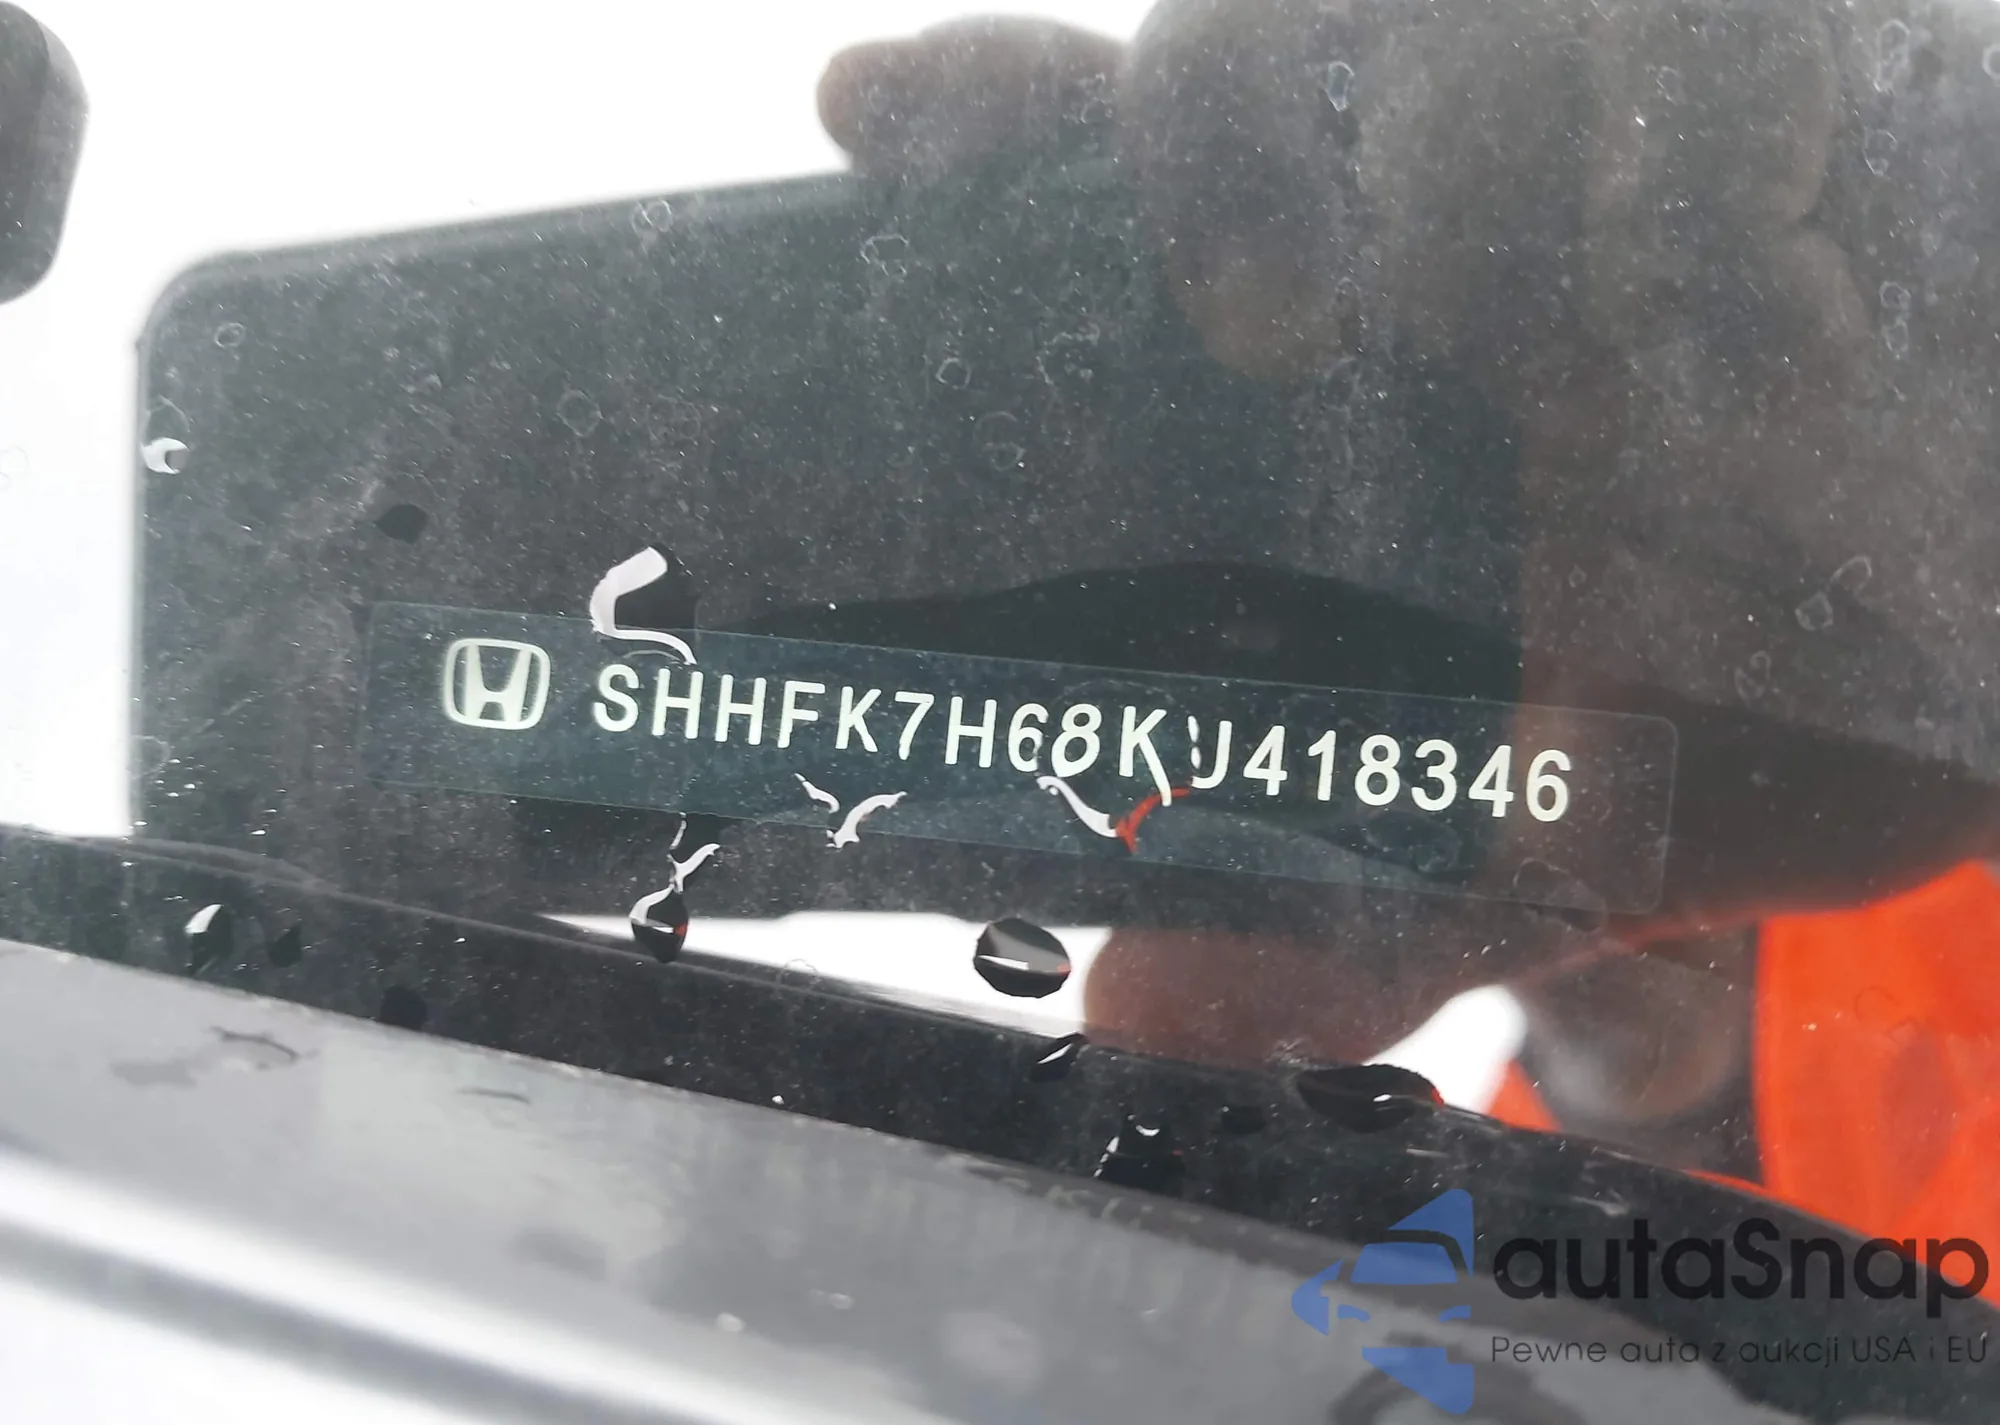 SHHFK7H68KU418346
autaSnap
Pewne auta z aukcji USA i EU